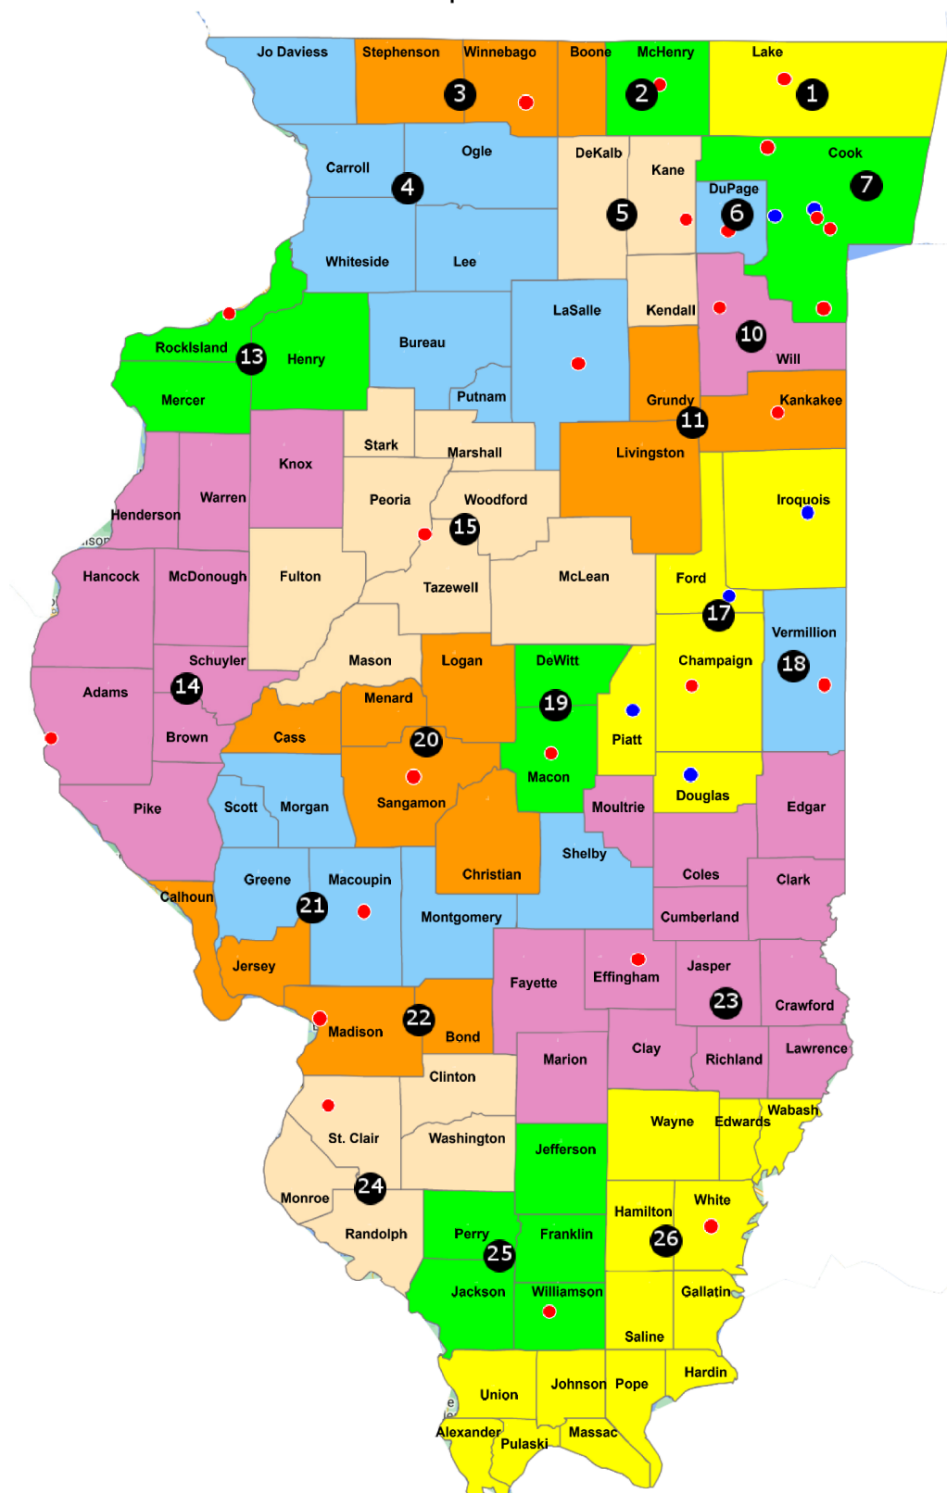 Jo Daviess
Stephenson
Winnebago
Boone
McHenry
Lake
3
2
1
Carroll
Ogle
DeKalb
Kane
Cook
4
5
DuPage
6
7
Whiteside
Lee
LaSalle
Kendall
RockIsland
13
Henry
Bureau
10
Will
Mercer
Putnam
Grundy
Kankakee
11
Stark
Marshall
Livingston
Knox
Henderson
Warren
Peoria
Woodford
15
Iroquois
Hancock
McDonough
Fulton
Tazewell
McLean
Ford
17
Schuyler
Mason
Logan
DeWitt
Champaign
Vermillion
18
Adams
14
Menard
19
Brown
Cass
20
Piatt
Macon
Pike
Scott
Morgan
Sangamon
Moultrie
Douglas
Edgar
Greene
Macoupin
Christian
Shelby
Coles
Clark
Calhoun
21
Montgomery
Cumberland
Jersey
Fayette
Effingham
Jasper
23
Crawford
Madison
22
Bond
Marion
Clay
Richland
Lawrence
Clinton
St. Clair
Washington
Jefferson
Wayne
Edwards
Wabash
24
Monroe
Randolph
Perry
25
Franklin
Hamilton
26
White
Jackson
Williamson
Saline
Gallatin
Union
Johnson
Pope
Hardin
Alexander
Pulaski
Massac